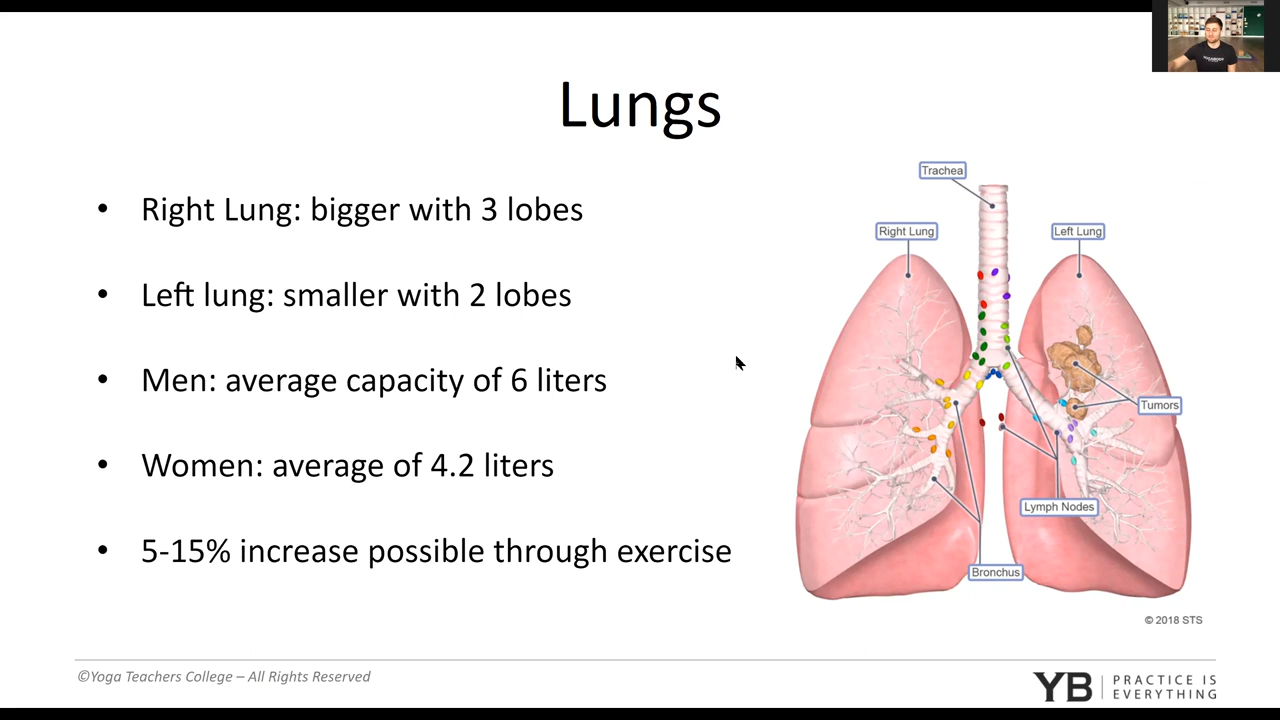 Lungs
• Right Lung: bigger with 3 lobes
• Left lung: smaller with 2 lobes
• Men: average capacity of 6 liters
• Women: average of 4.2 liters
• 5-15% increase possible through exercise
Trachea
Right Lung
Left Lung
Tumors
Lymph Nodes
Bronchus
© 2018 STS
©Yoga Teachers College – All Rights Reserved
YB
PRACTICE IS
EVERYTHING